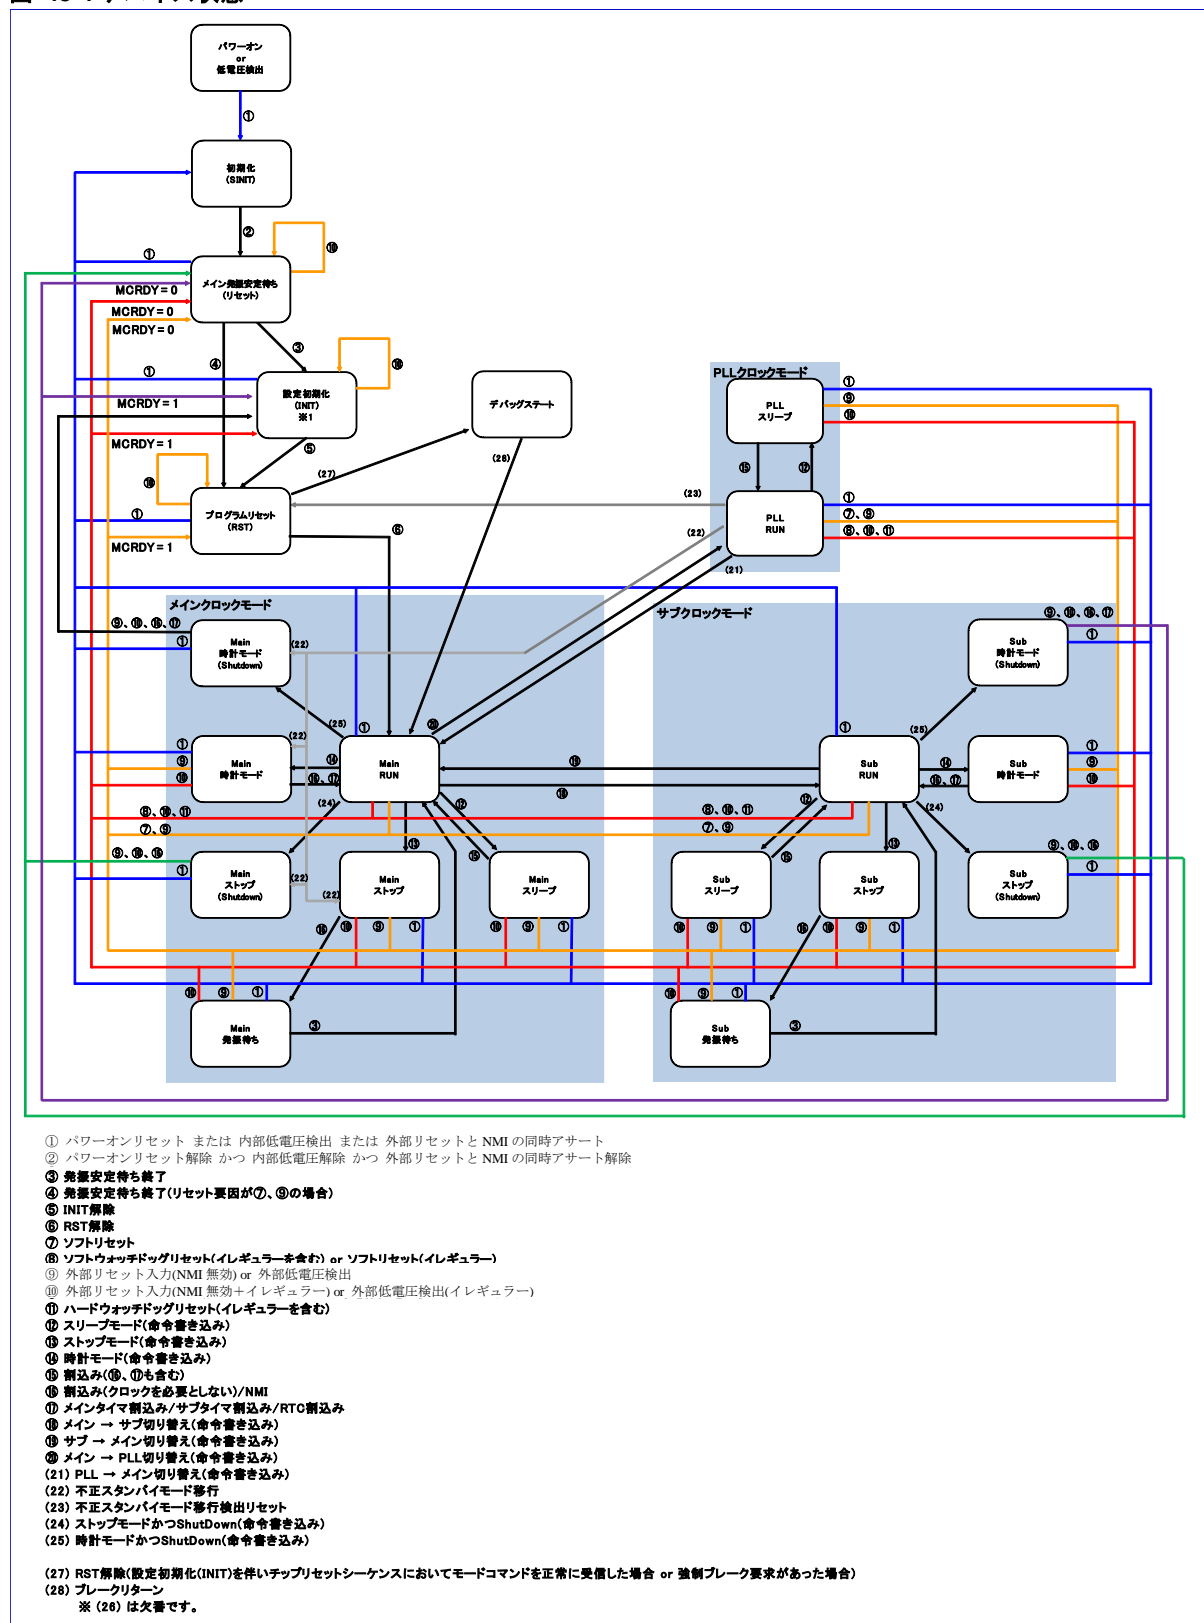 パワーオン
or
低電圧検出
①
初期化
(SINIT)
②
⑩
①
メイン発振安定待ち
(リセット)
MCRDY = 0
MCRDY = 0
MCRDY = 0
③
④
⑩
①
設定初期化
(INIT)
※1
MCRDY = 1
MCRDY = 1
⑤
デバッグステート
(27)
(28)
⑩
①
プログラムリセット
(RST)
MCRDY = 1
⑥
PLLクロックモード
PLL
スリープ
①
⑨
⑩
⑮
⑫
(23)
PLL
RUN
①
⑦、⑨
⑧、⑩、⑪
(22)
(21)
メインクロックモード
⑨、⑩、⑯、⑰
①
Main
時計モード
(Shutdown)
(22)
(25)
①
⑳
①
⑨
⑩
Main
時計モード
(22)
⑭
⑯、⑰
Main
RUN
⑲
⑱
(24)
⑫
⑧、⑩、⑪
⑦、⑨
⑬
⑮
⑨、⑩、⑯
①
Main
ストップ
(Shutdown)
(22)
(22)
Main
ストップ
Main
スリープ
⑯
⑩
⑨
①
⑩
⑨
①
⑩
⑨
①
Main
発振待ち
③
サブクロックモード
⑨、⑩、⑯、⑰
①
Sub
時計モード
(Shutdown)
①
(25)
Sub
RUN
⑭
⑯、⑰
Sub
時計モード
①
⑨
⑩
⑫
⑧、⑩、⑪
⑦、⑨
(24)
⑬
⑮
Sub
スリープ
Sub
ストップ
⑨、⑩、⑯
①
Sub
ストップ
(Shutdown)
⑩
⑨
①
⑯
⑩
⑨
①
⑩
⑨
①
Sub
発振待ち
③
① パワーオンリセット または 内部低電圧検出 または 外部リセットと NMI の同時アサート
② パワーオンリセット解除 かつ 内部低電圧解除 かつ 外部リセットと NMI の同時アサート解除
③ 発振安定待ち終了
④ 発振安定待ち終了(リセット要因が⑦、⑨の場合)
⑤ INIT解除
⑥ RST解除
⑦ ソフトリセット
⑧ ソフトウォッチドッグリセット(イレギュラーを含む) or ソフトリセット(イレギュラー)
⑨ 外部リセット入力(NMI 無効) or 外部低電圧検出
⑩ 外部リセット入力(NMI 無効＋イレギュラー) or 外部低電圧検出(イレギュラー)
⑪ ハードウォッチドッグリセット(イレギュラーを含む)
⑫ スリープモード(命令書き込み)
⑬ ストップモード(命令書き込み)
⑭ 時計モード(命令書き込み)
⑮ 割込み(⑯、⑰も含む)
⑯ 割込み(クロックを必要としない)/NMI
⑰ メインタイマ割込み/サブタイマ割込み/RTC割込み
⑱ メイン → サブ切り替え(命令書き込み)
⑲ サブ → メイン切り替え(命令書き込み)
⑳ メイン → PLL切り替え(命令書き込み)
(21) PLL → メイン切り替え(命令書き込み)
(22) 不正スタンバイモード移行
(23) 不正スタンバイモード移行検出リセット
(24) ストップモードかつShutDown(命令書き込み)
(25) 時計モードかつShutDown(命令書き込み)
(27) RST解除(設定初期化(INIT)を伴いチップリセットシーケンスにおいてモードコマンドを正常に受信した場合 or 強制ブレーク要求があった場合)
(28) ブレークリターン
※ (26) は欠番です。